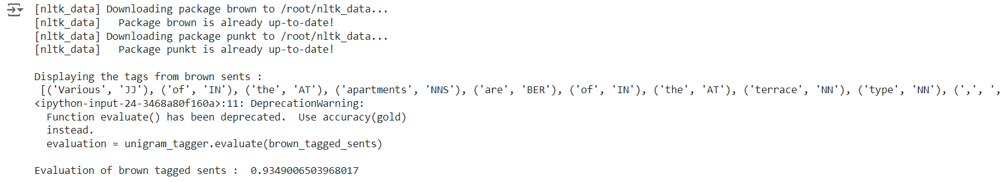 [nltk_data] Downloading package brown to /root/nltk_data...
[nltk_data]   Package brown is already up-to-date!
[nltk_data] Downloading package punkt to /root/nltk_data...
[nltk_data]   Package punkt is already up-to-date!
Displaying the tags from brown sents :
[('Various', 'JJ'), ('of', 'IN'), ('the', 'AT'), ('apartments', 'NNS'), ('are', 'BER'), ('of', 'IN'), ('the', 'AT'), ('terrace', 'NN'), ('type', 'NN'), (',', ',
<ipython-input-24-3468a80f160a>:11: DeprecationWarning:
  Function evaluate() has been deprecated.  Use accuracy(gold)
  instead.
  evaluation = unigram_tagger.evaluate(brown_tagged_sents)
Evaluation of brown tagged sents :  0.9349006503968017